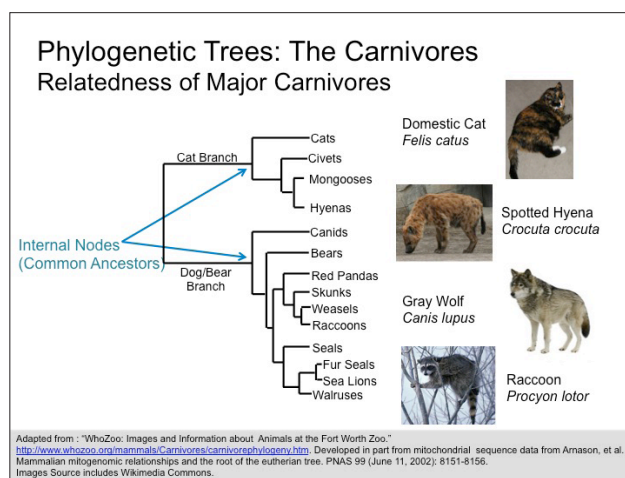 Phylogenetic Trees: The Carnivores
Relatedness of Major Carnivores
Cat Branch
Cats
Civets
Mongooses
Hyenas
Internal Nodes
(Common Ancestors)
Dog/Bear
Branch
Canids
Bears
Red Pandas
Skunks
Weasels
Raccoons
Seals
Fur Seals
Sea Lions
Walruses
Domestic Cat
Felis catus
Spotted Hyena
Crocuta crocuta
Gray Wolf
Canis lupus
Raccoon
Procyon lotor
Adapted from : "WhoZoo: Images and Information about Animals at the Fort Worth Zoo."
http://www.whozoo.org/mammals/Carnivores/carnivorephylogeny.htm. Developed in part from mitochondrial sequence data from Arnason, et al.
Mammalian mitogenomic relationships and the root of the eutherian tree. PNAS 99 (June 11, 2002): 8151-8156.
Images Source includes Wikimedia Commons.